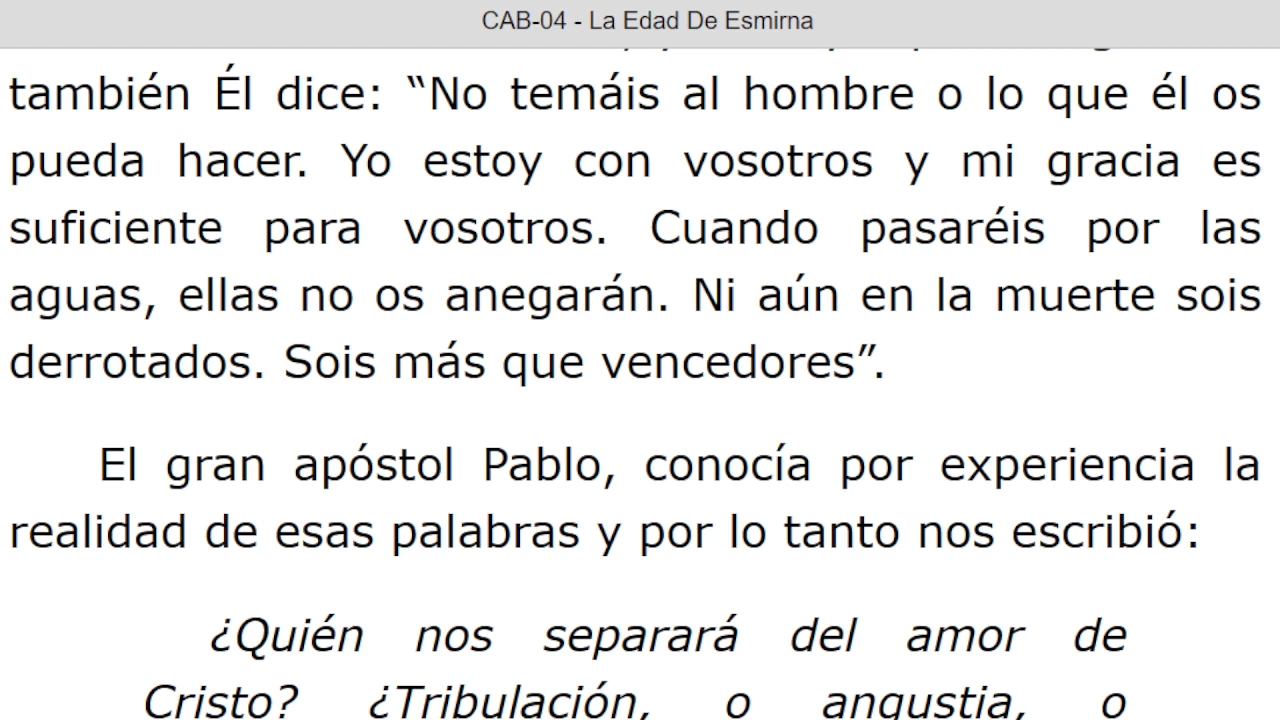 CAB-04 - La Edad De Esmirna
también Él dice: “No temáis al hombre o lo que él os
pueda hacer. Yo estoy con vosotros y mi gracia es
suficiente para vosotros. Cuando pasaréis por las
aguas, ellas no os anegarán. Ni aún en la muerte sois
derrotados. Sois más que vencedores”.
El gran apóstol Pablo, conocía por experiencia la
realidad de esas palabras y por lo tanto nos escribió:
¿Quién nos separará del amor de
Cristo? ¿Tribulación, o angustia, o